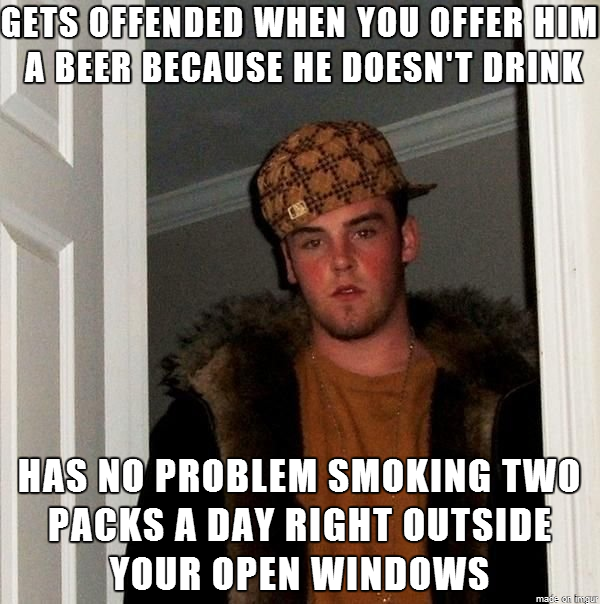 GETS OFFENDED WHEN YOU OFFER HIM
A BEER BECAUSE HE DOESN'T DRINK
HAS NO PROBLEM SMOKING TWO
PACKS A DAY RIGHT OUTSIDE
YOUR OPEN WINDOWS
made on imgur